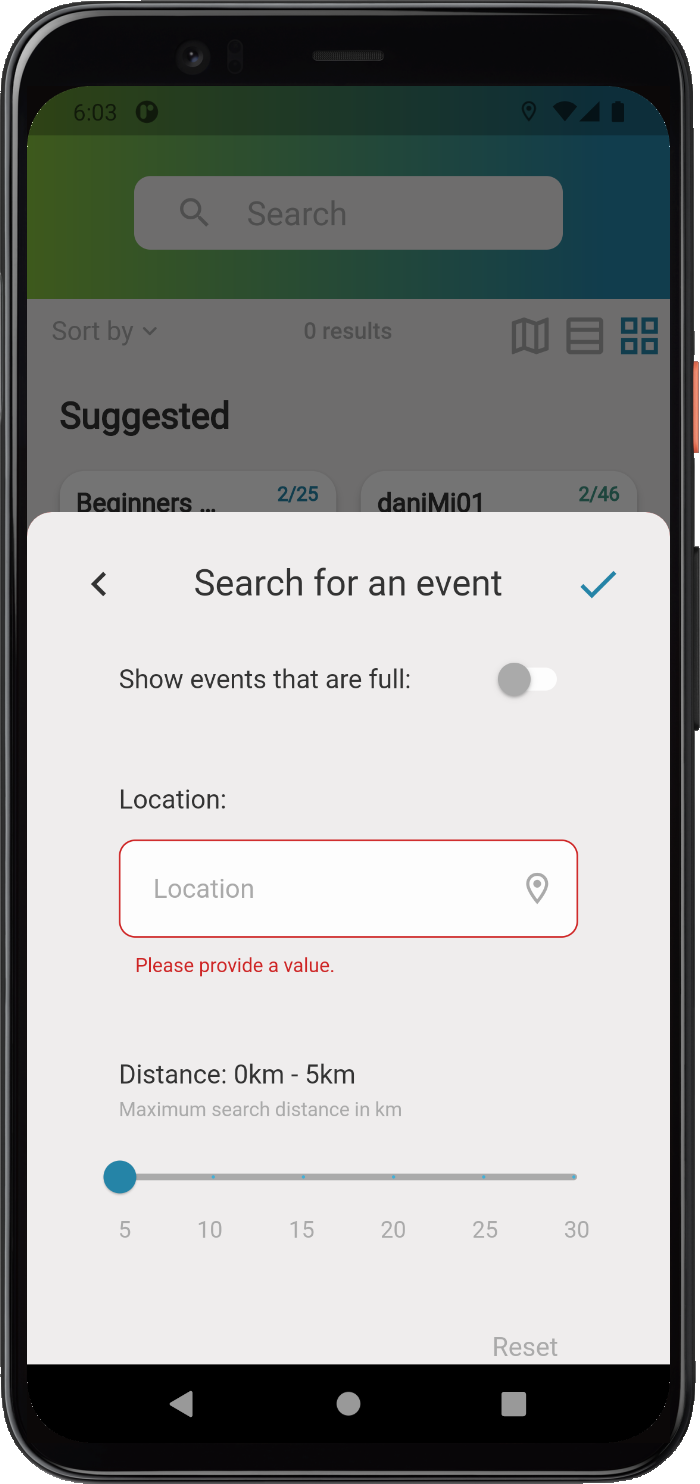 6:03
Search
Sort by
0 results
Suggested
Beginners ...
2/25
daniMi01
2/46
Search for an event
Show events that are full:
Location:
Location
Please provide a value.
Distance: 0km - 5km
Maximum search distance in km
5 10 15 20 25 30
Reset